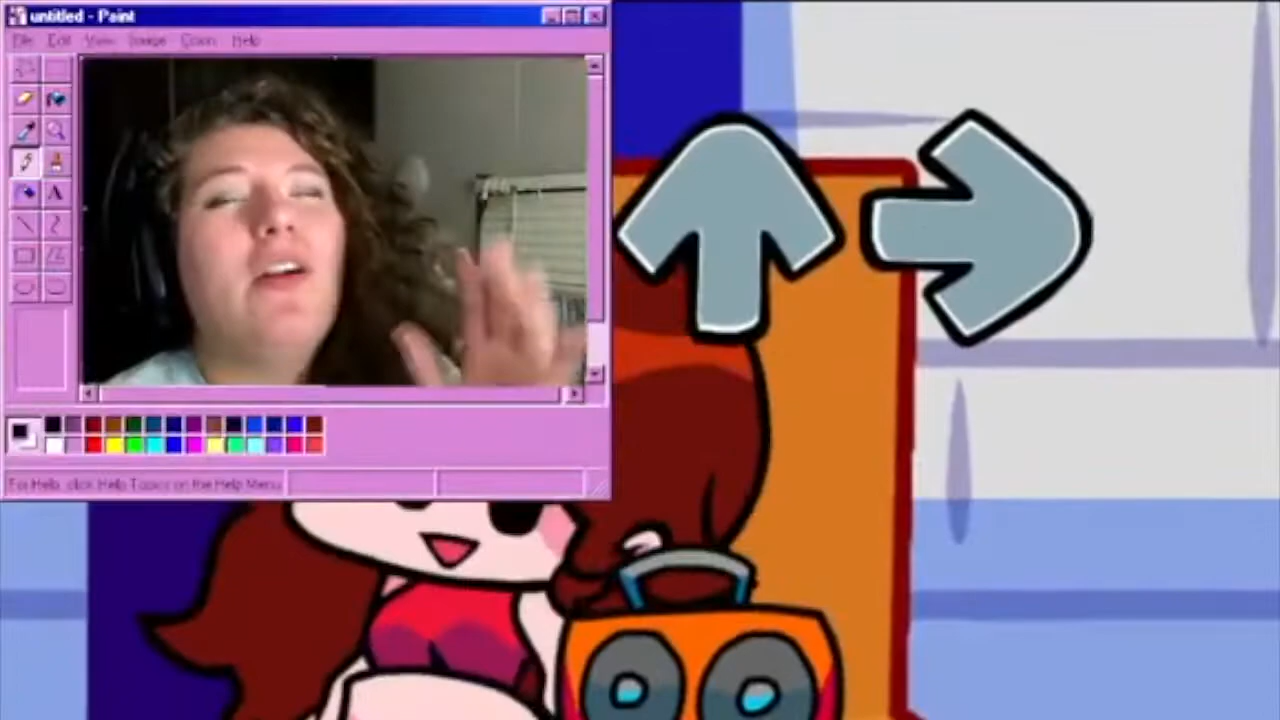 untitled - Paint
File Edit View Image Colors Help
A
For Help, click Help Topics on the Help Menu.